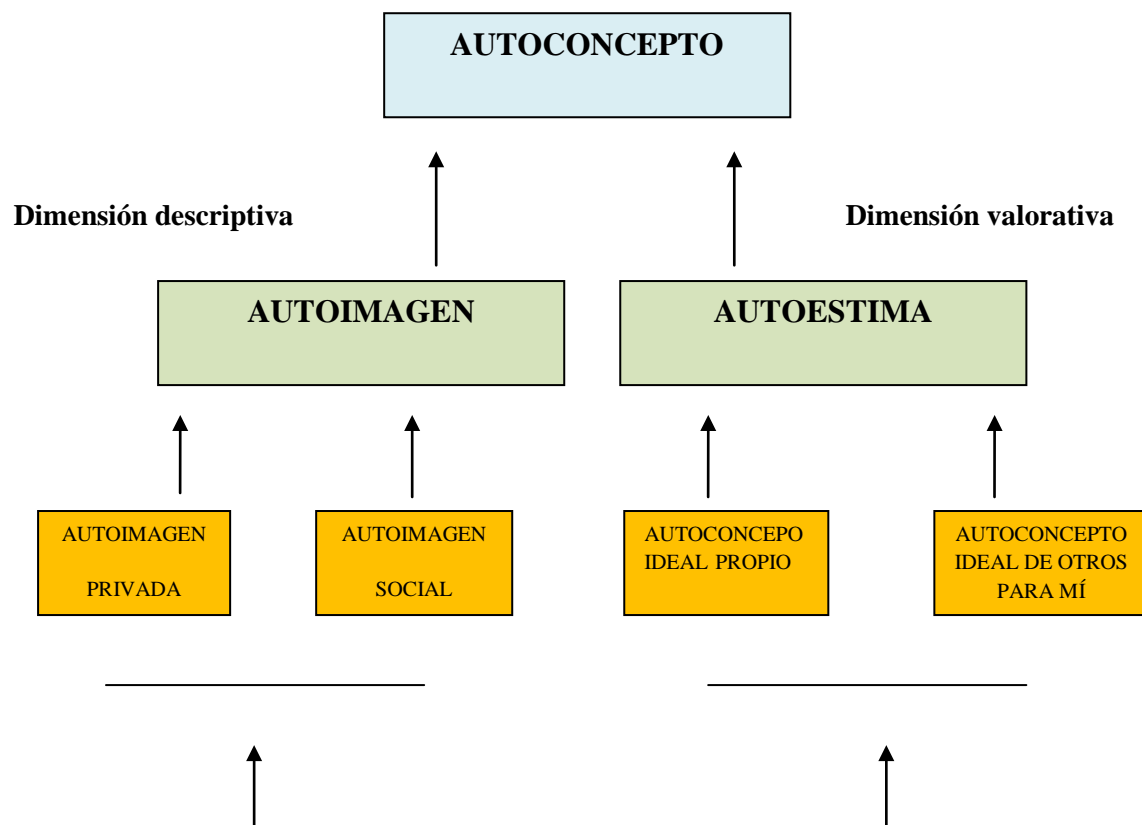 AUTOCONCEPTO
Dimensión descriptiva
Dimensión valorativa
AUTOIMAGEN
AUTOESTIMA
AUTOIMAGEN
PRIVADA
AUTOIMAGEN
SOCIAL
AUTOCONCEPO
IDEAL PROPIO
AUTOCONCEPTO
IDEAL DE OTROS
PARA MÍ